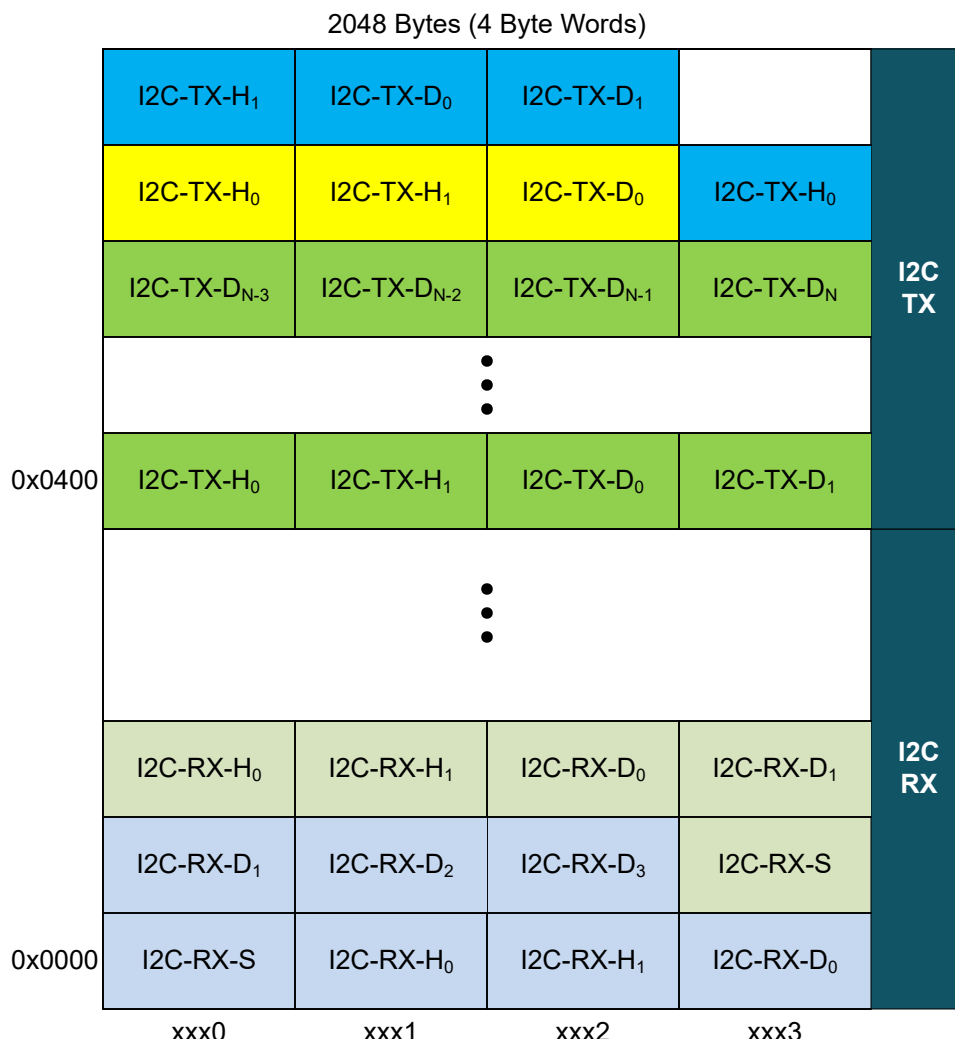 2048 Bytes (4 Byte Words)
I2C-TX-H₁ I2C-TX-D₀ I2C-TX-D₁
I2C-TX-H₀ I2C-TX-H₁ I2C-TX-D₀ I2C-TX-H₀
I2C-TX-D_N-3 I2C-TX-D_N-2 I2C-TX-D_N-1 I2C-TX-D_N
I2C
TX
0x0400 I2C-TX-H₀ I2C-TX-H₁ I2C-TX-D₀ I2C-TX-D₁
I2C-RX-H₀ I2C-RX-H₁ I2C-RX-D₀ I2C-RX-D₁
I2C
RX
I2C-RX-D₁ I2C-RX-D₂ I2C-RX-D₃ I2C-RX-S
0x0000 I2C-RX-S I2C-RX-H₀ I2C-RX-H₁ I2C-RX-D₀
xxx0 xxx1 xxx2 xxx3